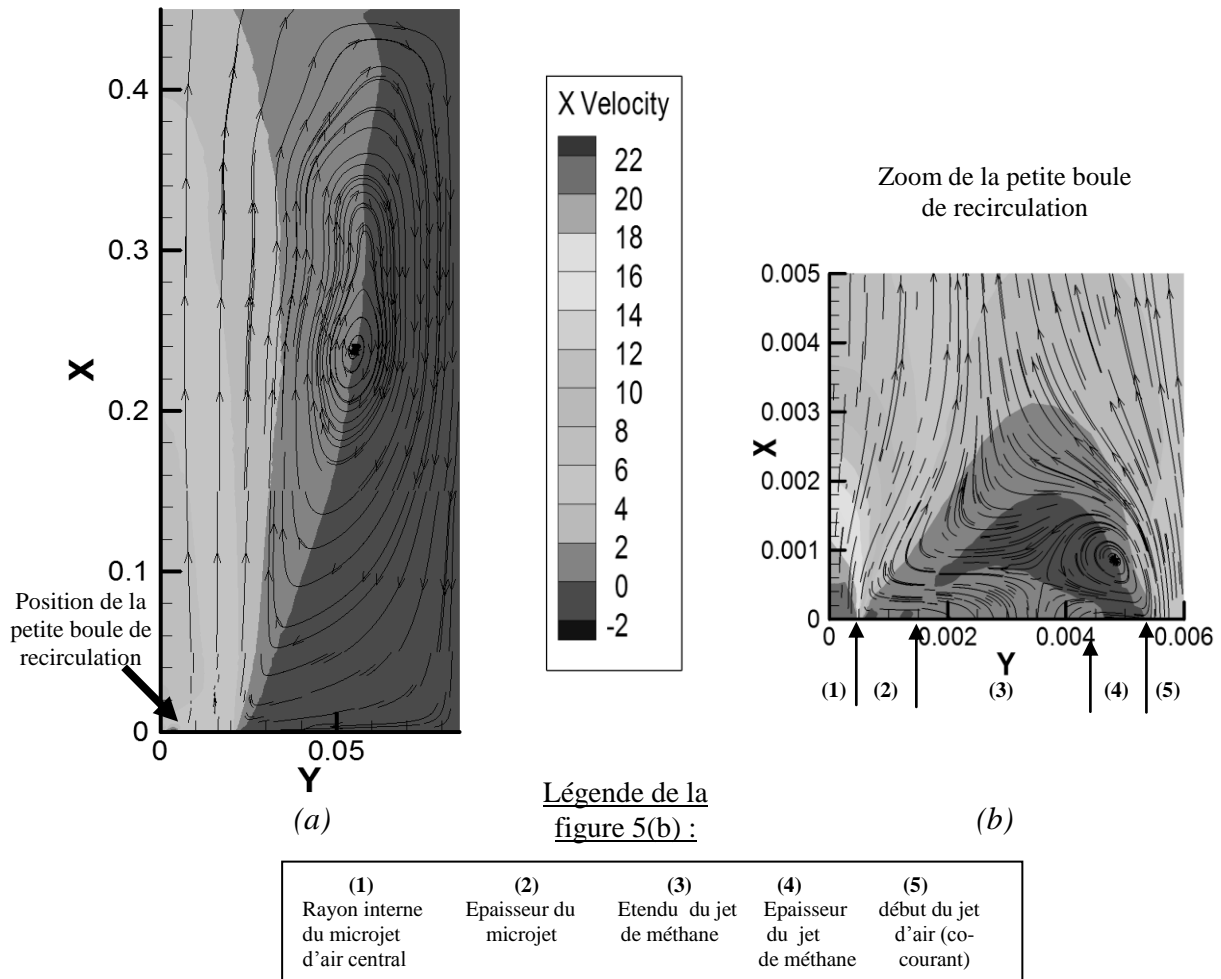 0.4
0.3
X
0.2
0.1
Position de la
petite boule de
recirculation
0
0
0.05
Y
(a)
X Velocity
22
20
18
16
14
12
10
8
6
4
2
0
-2
Zoom de la petite boule
de recirculation
0.005
0.004
0.003
X
0.002
0.001
0
0
0.002
0.004
0.006
Y
(1)
(2)
(3)
(4)
(5)
(b)
Légende de la
figure 5(b) :
(1)
Rayon interne
du microjet
d'air central
(2)
Epaisseur du
microjet
(3)
Etendu du jet
de méthane
(4)
Epaisseur
du jet
de méthane
(5)
début du jet
d'air (co-
courant)